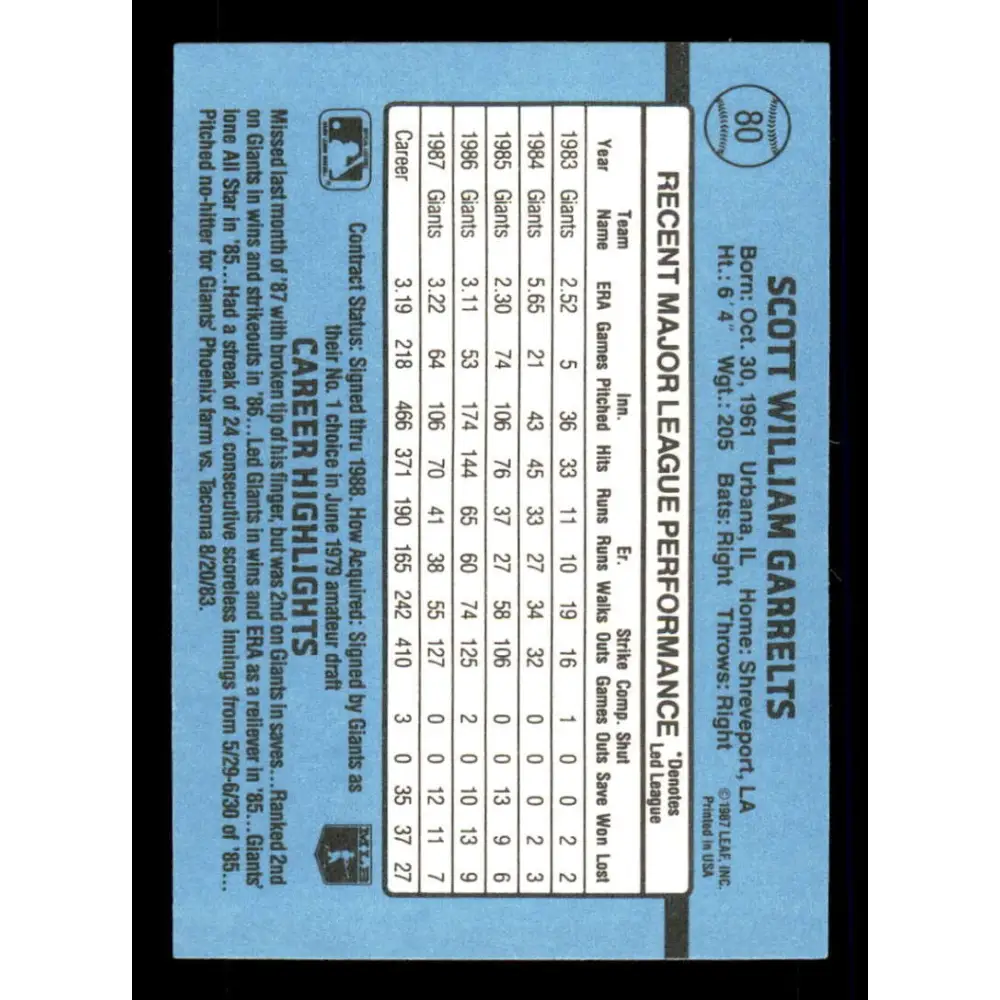 80
SCOTT WILLIAM GARRELTS
Born: Oct. 30, 1961 Urbana, IL Home: Shreveport, LA
Ht.: 6'4" Wgt.: 205 Bats: Right Throws: Right
©1987 LEAF, INC.
Printed in USA
RECENT MAJOR LEAGUE PERFORMANCE
*Denotes
Led League
Team Inn. Er. Strike Comp. Shut
Year Name ERA Games Pitched Hits Runs Runs Walks Outs Games Outs Save Won Lost
1983 Giants 2.52 5 36 33 11 10 19 16 1 0 0 2 2
1984 Giants 5.65 21 43 45 33 27 34 32 0 0 0 2 3
1985 Giants 2.30 74 106 76 37 27 58 106 0 0 13 9 6
1986 Giants 3.11 53 174 144 65 60 74 125 2 0 10 13 9
1987 Giants 3.22 64 106 70 41 38 55 127 0 0 12 11 7
Career 3.19 218 466 371 190 165 242 410 3 0 35 37 27
Contract Status: Signed thru 1988. How Acquired: Signed by Giants as
their No. 1 choice in June 1979 amateur draft
MLB
CAREER HIGHLIGHTS
Missed last month of '87 with broken tip of his finger, but was 2nd on Giants in saves...Ranked 2nd
on Giants in wins and strikeouts in '86...Led Giants in wins and ERA as a reliever in '85...Giants'
lone All Star in '85...Had a streak of 24 consecutive scoreless innings from 5/29-6/30 of '85...
Pitched no-hitter for Giants' Phoenix farm vs. Tacoma 8/20/83.